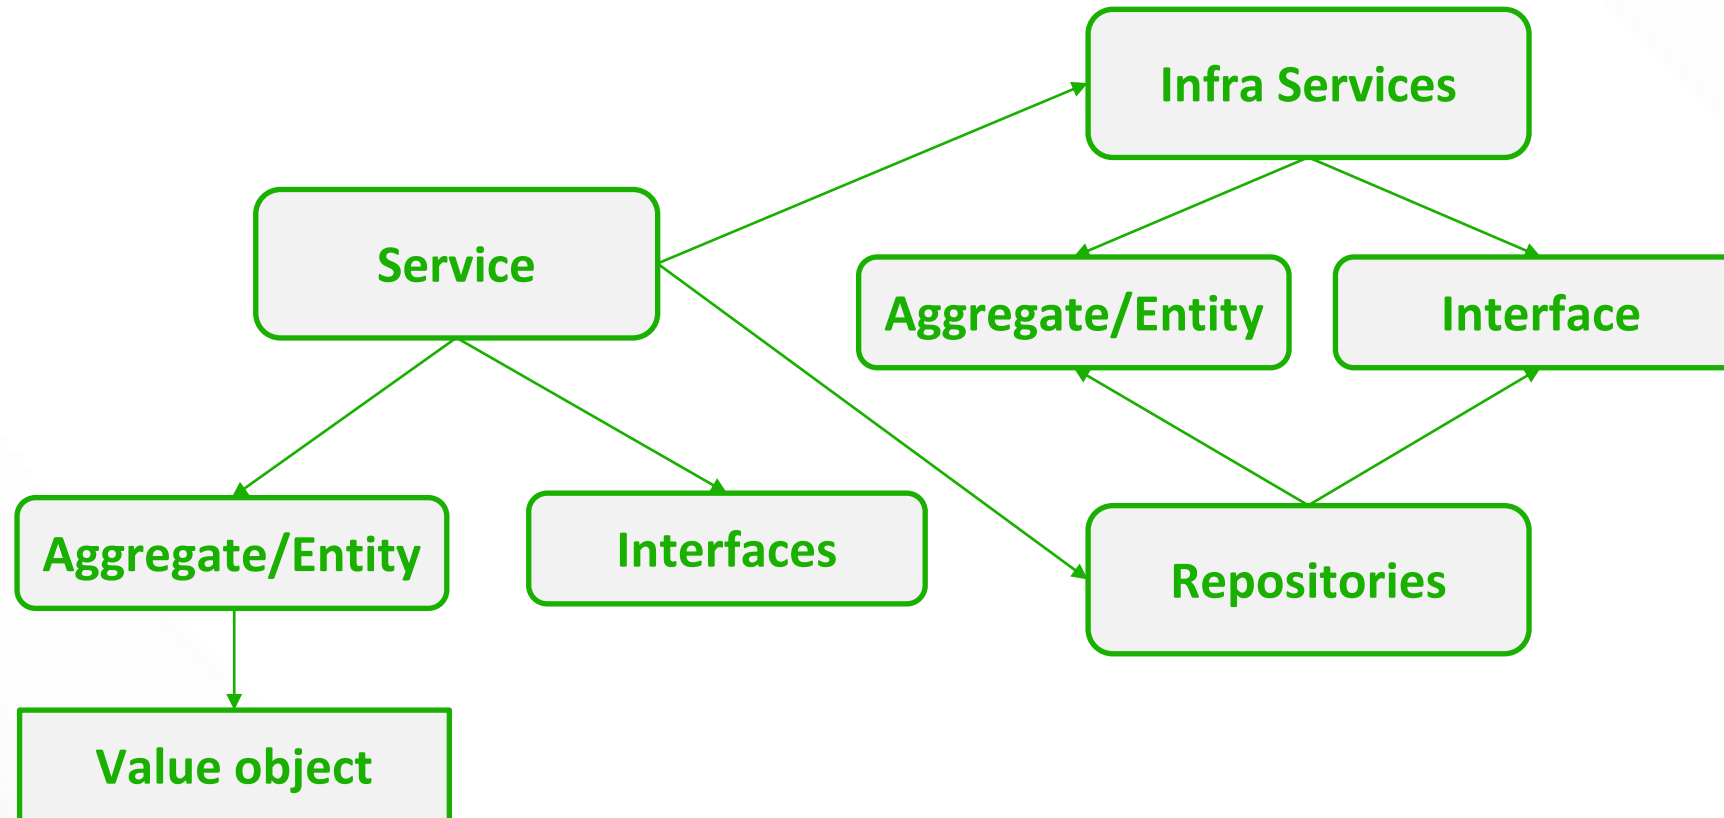 Infra Services
Service
Aggregate/Entity
Interface
Aggregate/Entity
Interfaces
Repositories
Value object